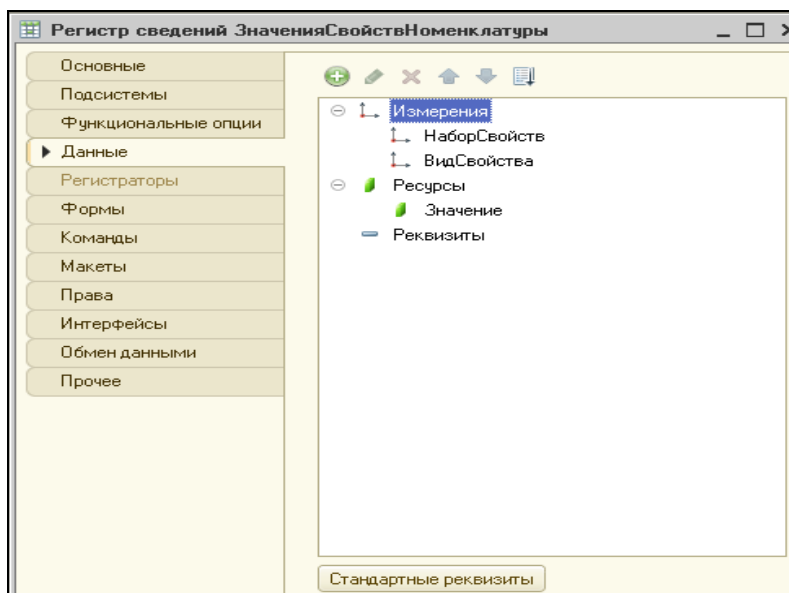 Регистр сведений ЗначенияСвойствНоменклатуры
Основные
Подсистемы
Функциональные опции
Данные
Регистраторы
Формы
Команды
Макеты
Права
Интерфейсы
Обмен данными
Прочее
Измерения
НаборСвойств
ВидСвойства
Ресурсы
Значение
Реквизиты
Стандартные реквизиты